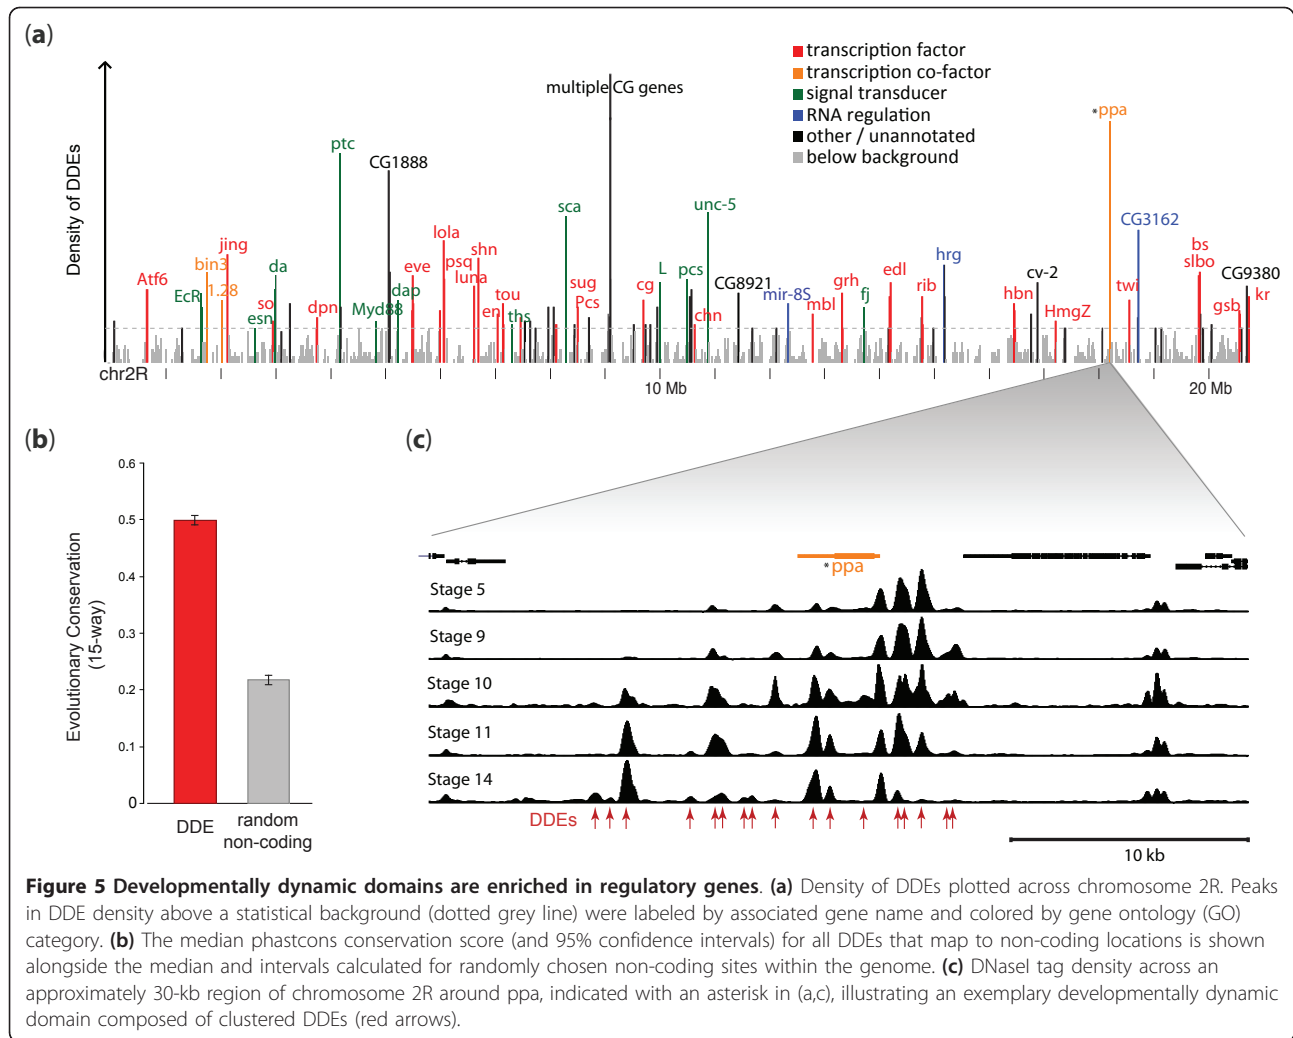 (a)
Density of DDEs
transcription factor
transcription co-factor
signal transducer
RNA regulation
other / unannotated
below background
multiple CG genes
*ppa
ptc
CG1888
sca
unc-5
CG3162
jing
bin3
1.28
Atf6
EcR
da
so
esn
dpn
Myd88
dap
eve
lola
psq
luna
shn
en
tou
ths
sug
Pcs
cg
L
pcs
chn
CG8921
mir-8S
mbl
grh
fj
edl
rib
hrg
hbn
cv-2
HmgZ
twi
bs
slbo
gsb
CG9380
kr
chr2R
10 Mb
20 Mb
(b)
Evolutionary Conservation
(15-way)
0.6
0.5
0.4
0.3
0.2
0.1
0
DDE
random
non-coding
(c)
*ppa
Stage 5
Stage 9
Stage 10
Stage 11
Stage 14
DDEs
10 kb
Figure 5 Developmentally dynamic domains are enriched in regulatory genes. (a) Density of DDEs plotted across chromosome 2R. Peaks
in DDE density above a statistical background (dotted grey line) were labeled by associated gene name and colored by gene ontology (GO)
category. (b) The median phastcons conservation score (and 95% confidence intervals) for all DDEs that map to non-coding locations is shown
alongside the median and intervals calculated for randomly chosen non-coding sites within the genome. (c) DNaseI tag density across an
approximately 30-kb region of chromosome 2R around ppa, indicated with an asterisk in (a,c), illustrating an exemplary developmentally dynamic
domain composed of clustered DDEs (red arrows).